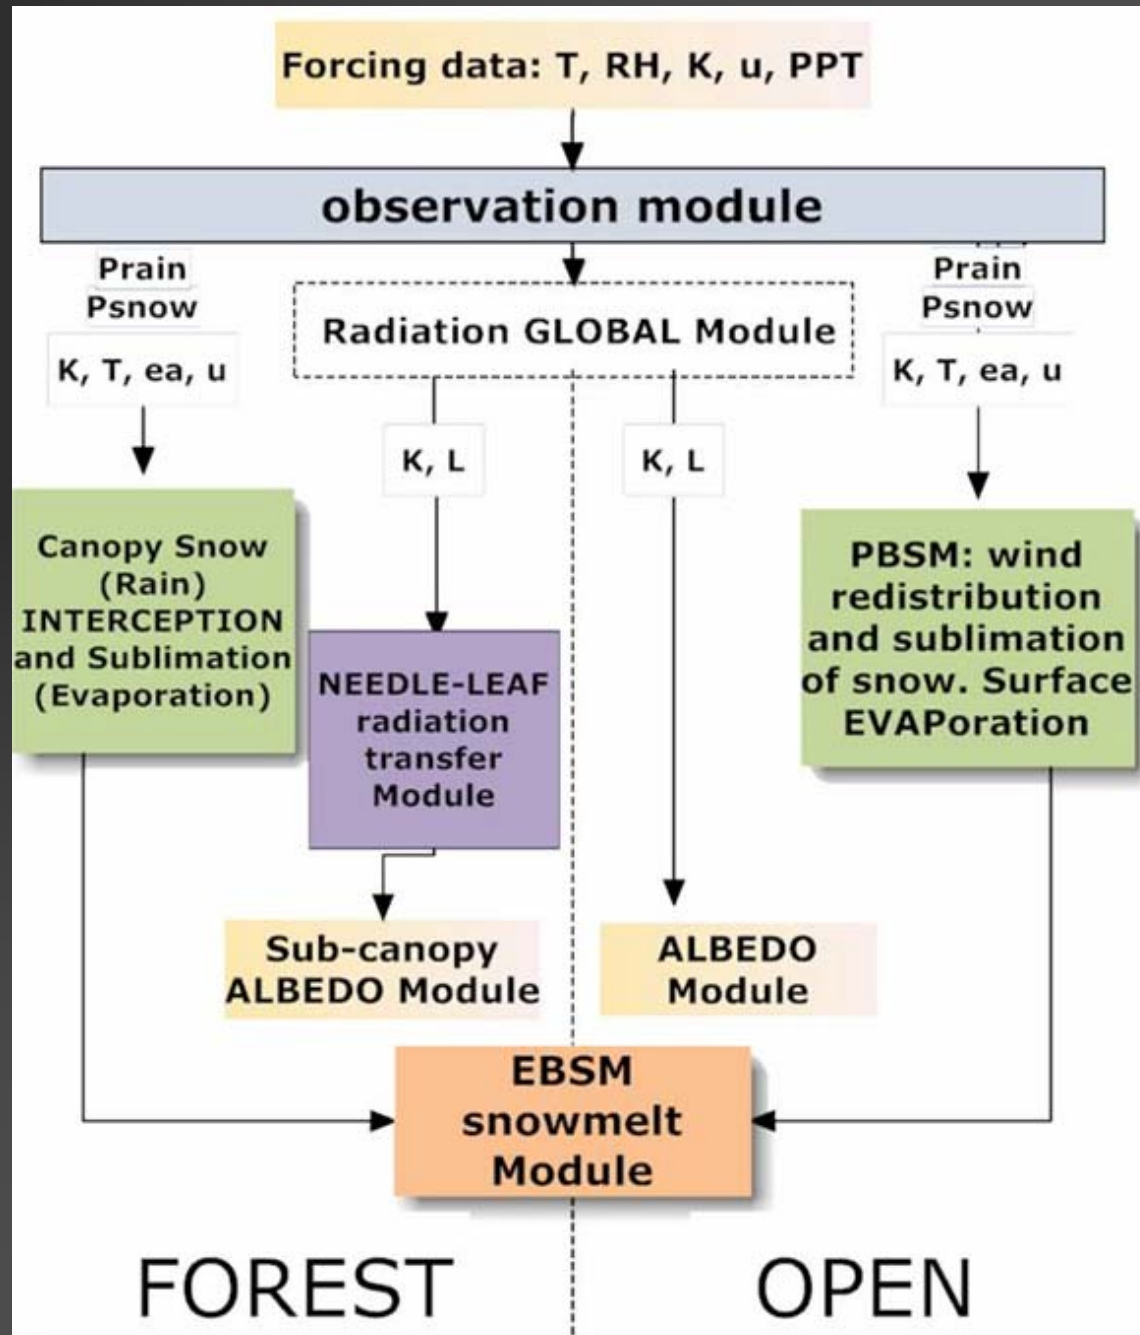 Forcing data: T, RH, K, u, PPT
observation module
Prain
Psnow
K, T, ea, u
Radiation GLOBAL Module
Prain
Psnow
K, T, ea, u
K, L
K, L
Canopy Snow
(Rain)
INTERCEPTION
and Sublimation
(Evaporation)
NEEDLE-LEAF
radiation
transfer
Module
PBSM: wind
redistribution
and sublimation
of snow. Surface
EVAPoration
Sub-canopy
ALBEDO Module
ALBEDO
Module
EBSM
snowmelt
Module
FOREST
OPEN